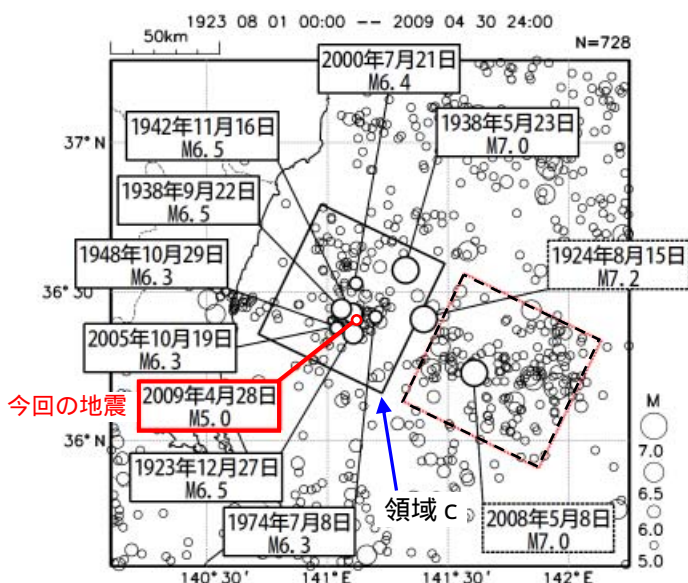 1923 08 01 00:00 -- 2009 04 30 24:00
50km
N=728
2000年7月21日
M6.4
1942年11月16日
M6.5
1938年5月23日
M7.0
37°N
1938年9月22日
M6.5
1948年10月29日
M6.3
1924年8月15日
M7.2
36°30'
2005年10月19日
M6.3
今回の地震
2009年4月28日
M5.0
M
36°N
7.0
1923年12月27日
M6.5
領域c
6.5
1974年7月8日
M6.3
2008年5月8日
M7.0
6.0
5.0
140°30'
141°E
141°30'
142°E